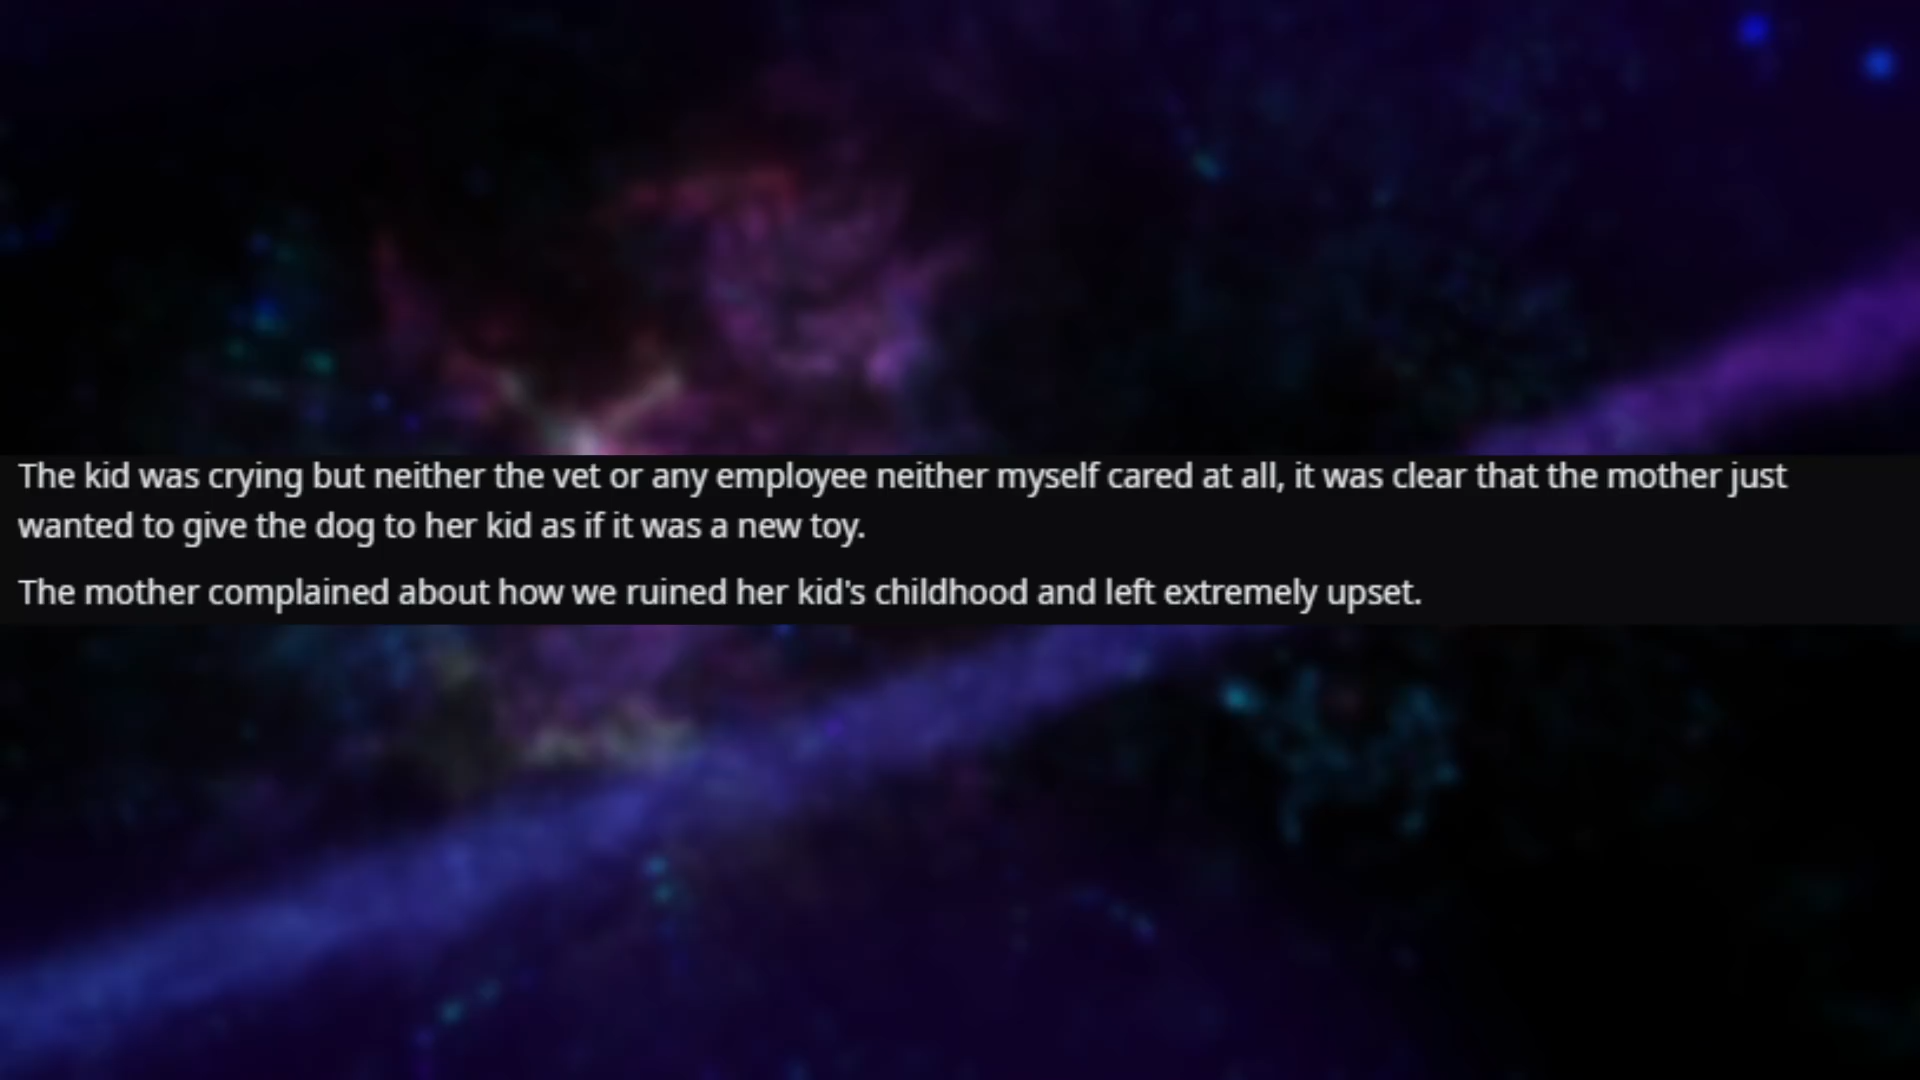 The kid was crying but neither the vet or any employee neither myself cared at all, it was clear that the mother just
wanted to give the dog to her kid as if it was a new toy.
The mother complained about how we ruined her kid's childhood and left extremely upset.